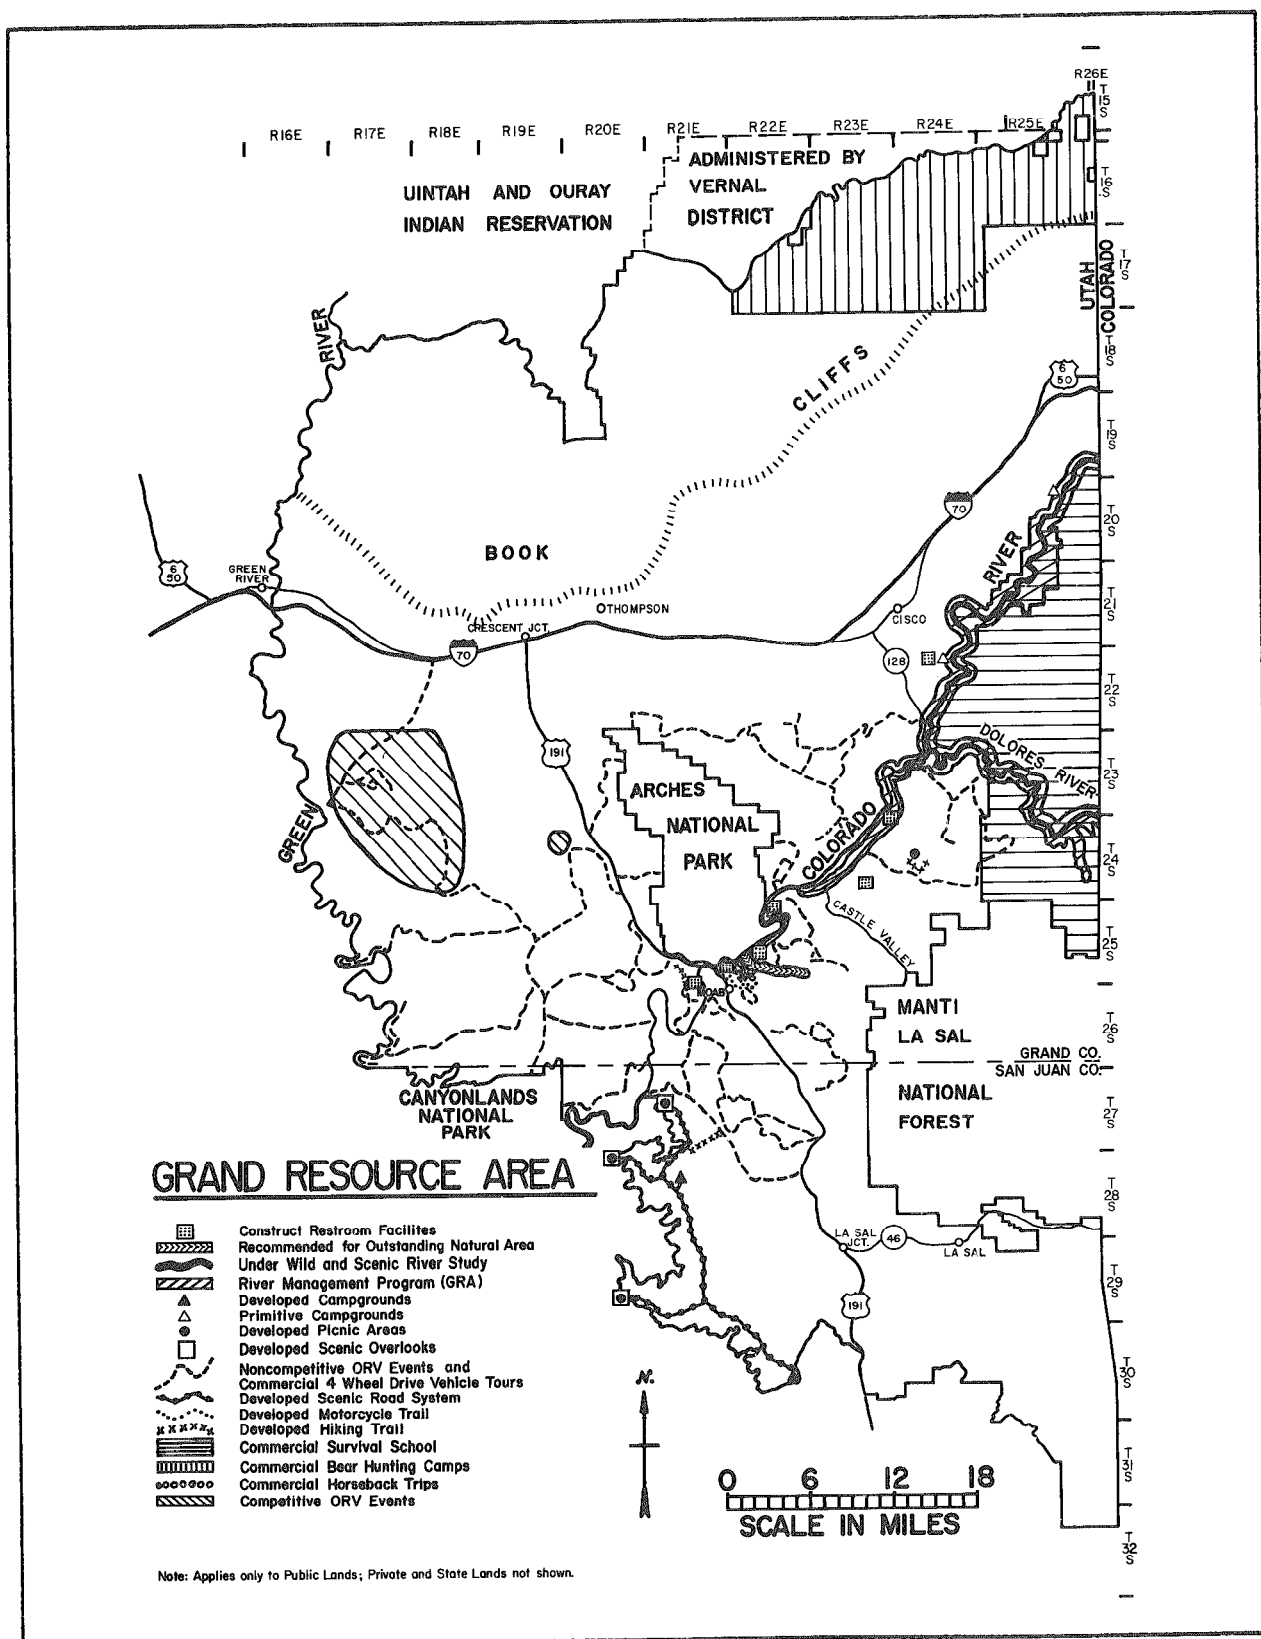 R26E
T
15
S
R16E R17E R18E R19E R20E R21E R22E R23E R24E R25E
ADMINISTERED BY
VERNAL
DISTRICT
UINTAH AND OURAY
INDIAN RESERVATION
T
16
S
T
17
S
UTAH
COLORADO
RIVER
T
18
S
CLIFFS
6
50
T
19
S
70
T
20
S
BOOK
RIVER
6
50
GREEN
RIVER
THOMPSON
T
21
S
CISCO
CRESCENT JCT.
70
128
T
22
S
191
DOLORES RIVER
T
23
S
ARCHES
NATIONAL
PARK
GREEN
COLORADO
T
24
S
CASTLE VALLEY
T
25
S
MOAB
MANTI
LA SAL
T
26
S
GRAND CO.
SAN JUAN CO.
NATIONAL
FOREST
CANYONLANDS
NATIONAL
PARK
T
27
S
GRAND RESOURCE AREA
T
28
S
Construct Restroom Facilites
Recommended for Outstanding Natural Area
Under Wild and Scenic River Study
River Management Program (GRA)
Developed Campgrounds
Primitive Campgrounds
Developed Picnic Areas
Developed Scenic Overlooks
Noncompetitive ORV Events and
Commercial 4 Wheel Drive Vehicle Tours
Developed Scenic Road System
Developed Motorcycle Trail
Developed Hiking Trail
Commercial Survival School
Commercial Bear Hunting Camps
Commercial Horseback Trips
Competitive ORV Events
LA SAL
JCT.
46
LA SAL
T
29
S
191
T
30
S
N.
T
31
S
0 6 12 18
SCALE IN MILES
T
32
S
Note: Applies only to Public Lands; Private and State Lands not shown.